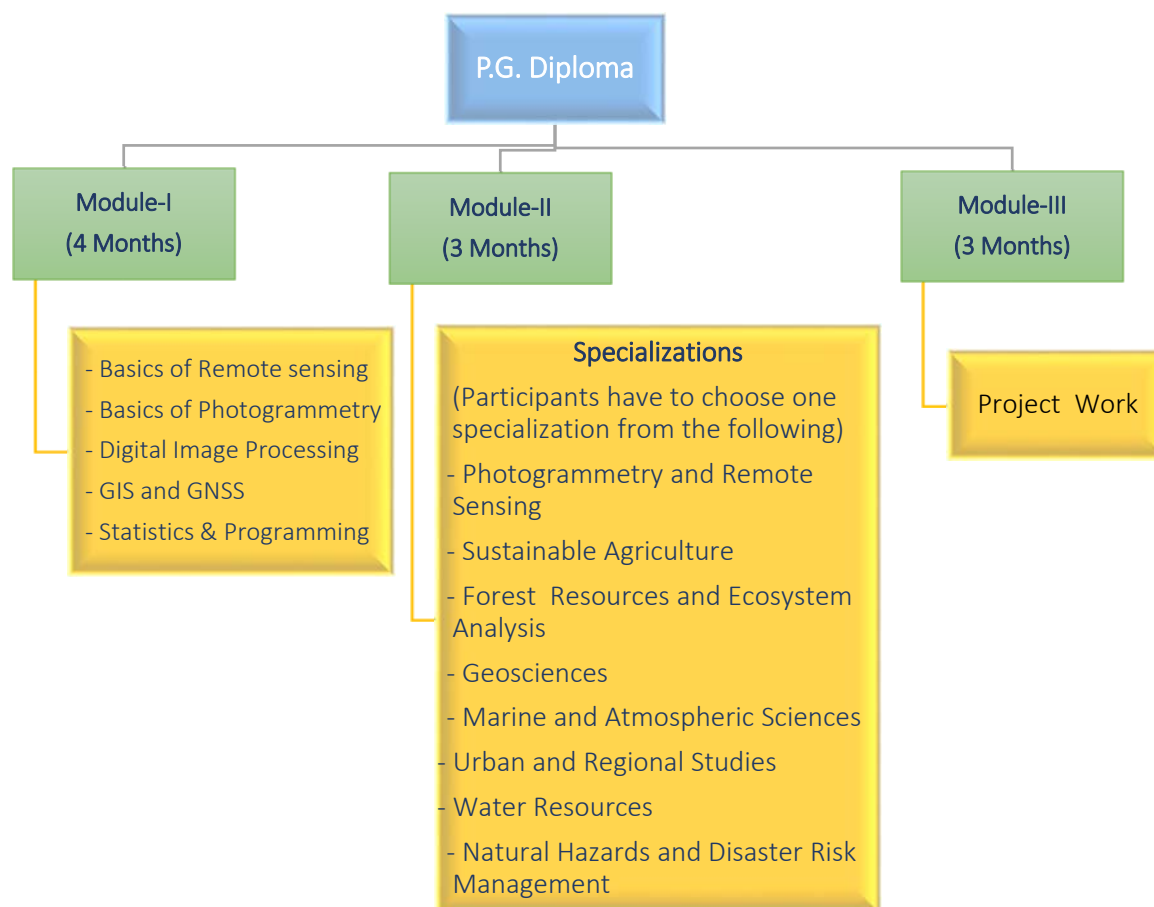 P.G. Diploma
Module-I
(4 Months)
- Basics of Remote sensing
- Basics of Photogrammetry
- Digital Image Processing
- GIS and GNSS
- Statistics & Programming
Module-II
(3 Months)
Specializations
(Participants have to choose one
specialization from the following)
- Photogrammetry and Remote
Sensing
- Sustainable Agriculture
- Forest Resources and Ecosystem
Analysis
- Geosciences
- Marine and Atmospheric Sciences
- Urban and Regional Studies
- Water Resources
- Natural Hazards and Disaster Risk
Management
Module-III
(3 Months)
Project Work